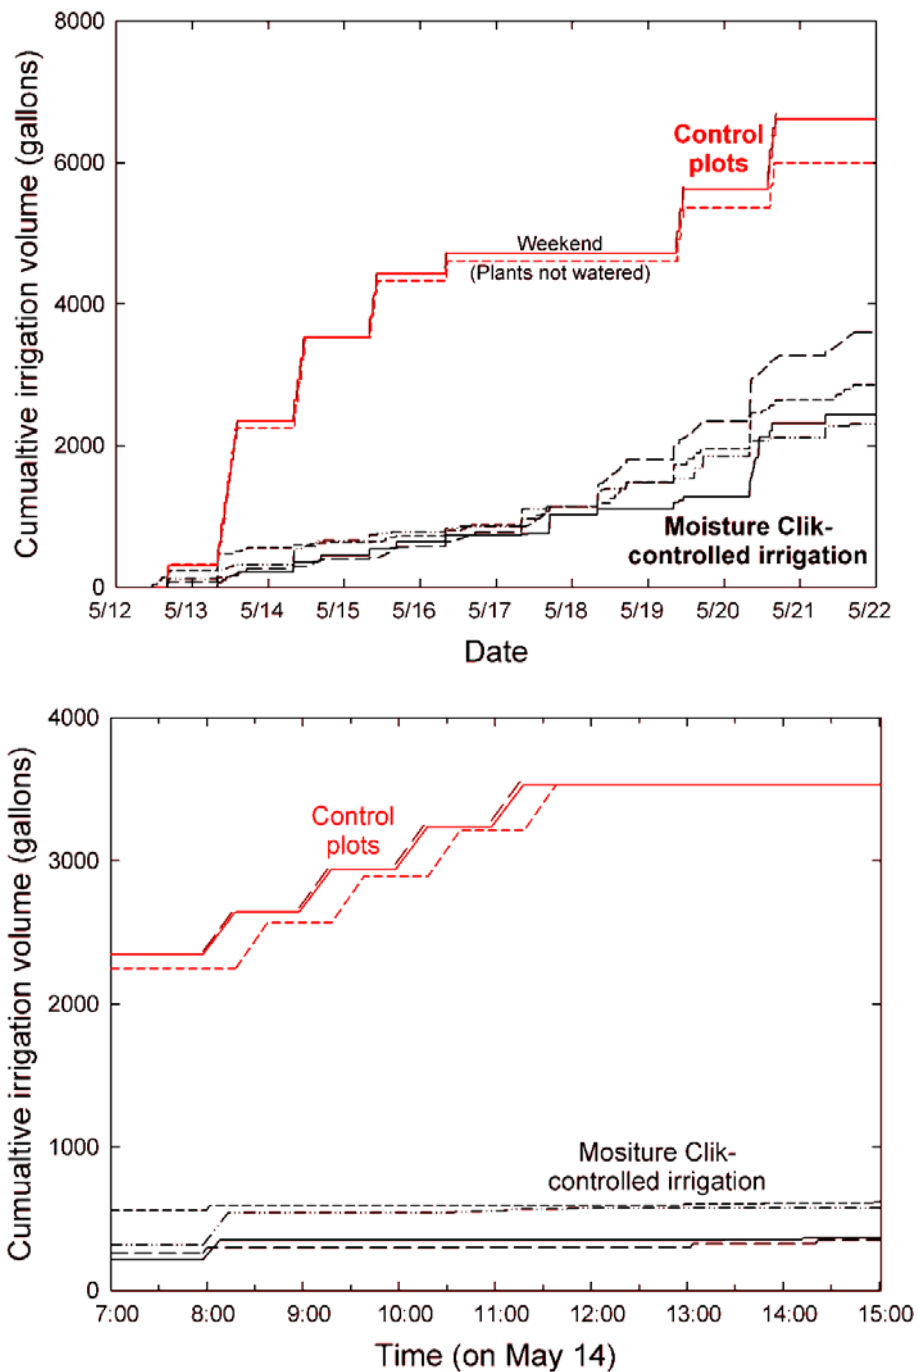 Cumualtive irrigation volume (gallons)
8000
6000
4000
2000
0
Control
plots
Weekend
(Plants not watered)
Moisture Clik-
controlled irrigation
5/12 5/13 5/14 5/15 5/16 5/17 5/18 5/19 5/20 5/21 5/22
Date
Cumualtive irrigation volume (gallons)
4000
3000
2000
1000
0
Control
plots
Mositure Clik-
controlled irrigation
7:00 8:00 9:00 10:00 11:00 12:00 13:00 14:00 15:00
Time (on May 14)